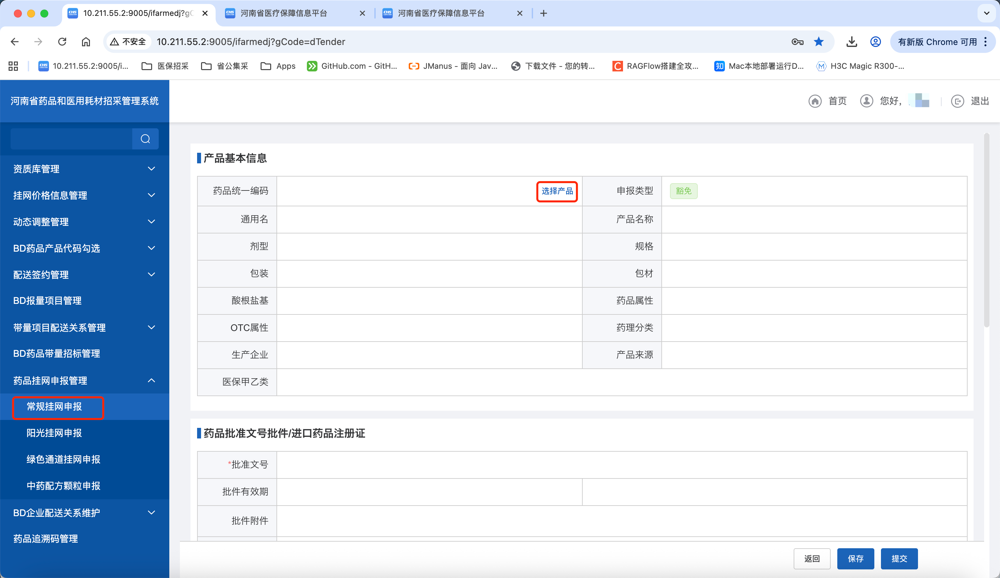 10.211.55.2:9005/ifarmedj?gC
河南省医疗保障信息平台
河南省医疗保障信息平台
不安全
10.211.55.2:9005/ifarmedj?gCode=dTender
有新版 Chrome 可用
10.211.55.2:9005/i...
医保招采
省公集采
Apps
GitHub.com - GitH...
JManus - 面向 Jav...
下载文件 - 您的转...
RAGFlow搭建全攻...
知
Mac本地部署运行D...
H3C Magic R300-...
河南省药品和医用耗材招采管理系统
首页
您好,
退出
资质库管理
挂网价格信息管理
动态调整管理
BD药品产品代码勾选
配送签约管理
BD报量项目管理
带量项目配送关系管理
BD药品带量招标管理
药品挂网申报管理
常规挂网申报
阳光挂网申报
绿色通道挂网申报
中药配方颗粒申报
BD企业配送关系维护
药品追溯码管理
产品基本信息
药品统一编码 选择产品 申报类型 豁免
通用名 产品名称
剂型 规格
包装 包材
酸根盐基 药品属性
OTC属性 药理分类
生产企业 产品来源
医保甲乙类
药品批准文号批件/进口药品注册证
*批准文号
批件有效期
批件附件
返回 保存 提交